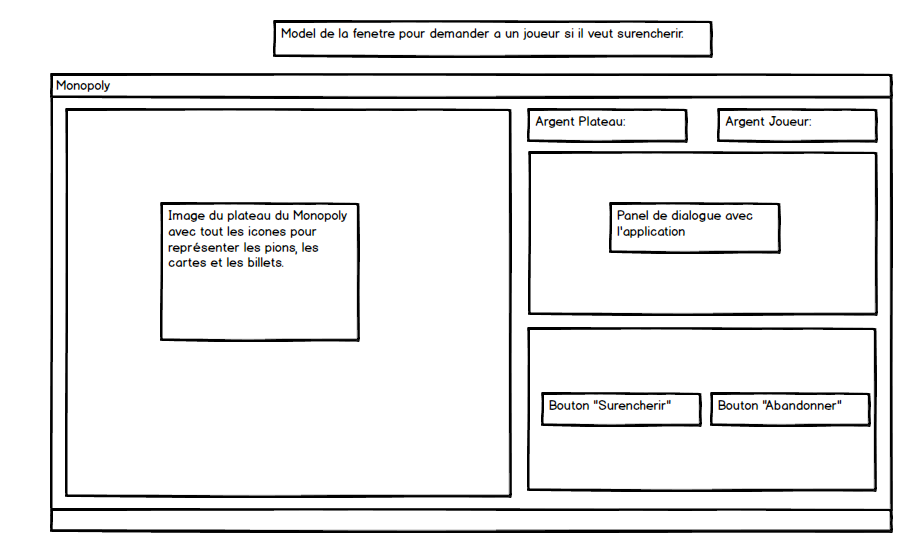 Model de la fenetre pour demander a un joueur si il veut surencherir.
Monopoly
Argent Plateau:
Argent Joueur:
Image du plateau du Monopoly
avec tout les icones pour
représenter les pions, les
cartes et les billets.
Panel de dialogue avec
l'application
Bouton "Surencherir"
Bouton "Abandonner"